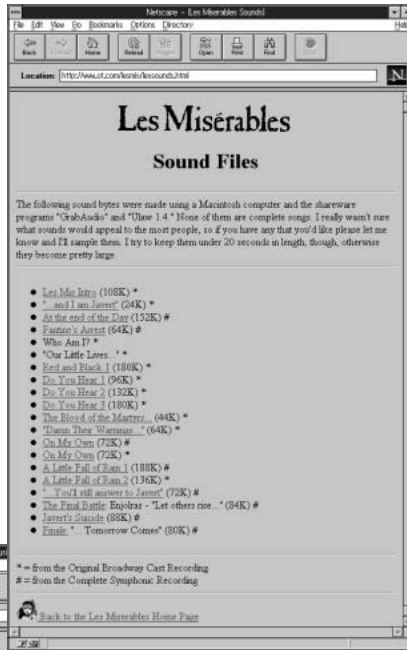 Netscape - [Les Miserables Sounds]
File Edit View Go Bookmarks Options Directory Help
Back Home Reload Open Print Find
Location: http://www.ot.com/lesmis/lessounds.html N
Les Misérables
Sound Files
The following sound bytes were made using a Macintosh computer and the shareware
programs "GrabAudio" and "Ulaw 1.4." None of them are complete songs. I really wasn't sure
what sounds would appeal to the most people, so if you have any that you'd like please let me
know and I'll sample them. I try to keep them under 20 seconds in length, though, otherwise
they become pretty large.
Les Mis Intro (108K) *
"...and I am Javert" (24K) *
At the end of the Day (152K) #
Fantine's Arrest (64K) #
Who Am I? *
"Our Little Lives..." *
Red and Black 1 (180K) *
Do You Hear 1 (96K) *
Do You Hear 2 (132K) *
Do You Hear 3 (180K) *
The Blood of the Martyrs... (44K) *
"Damn Their Warnings..." (64K) *
On My Own (72K) #
On My Own (72K) *
A Little Fall of Rain 1 (188K) #
A Little Fall of Rain 2 (136K) *
"...You'll still answer to Javert" (72K) #
The Final Battle: Enjolras - "Let others rise..." (84K) #
Javert's Suicide (88K) #
Finale: "... Tomorrow Comes" (80K) #
* = from the Original Broadway Cast Recording
# = from the Complete Symphonic Recording
Back to the Les Miserables Home Page